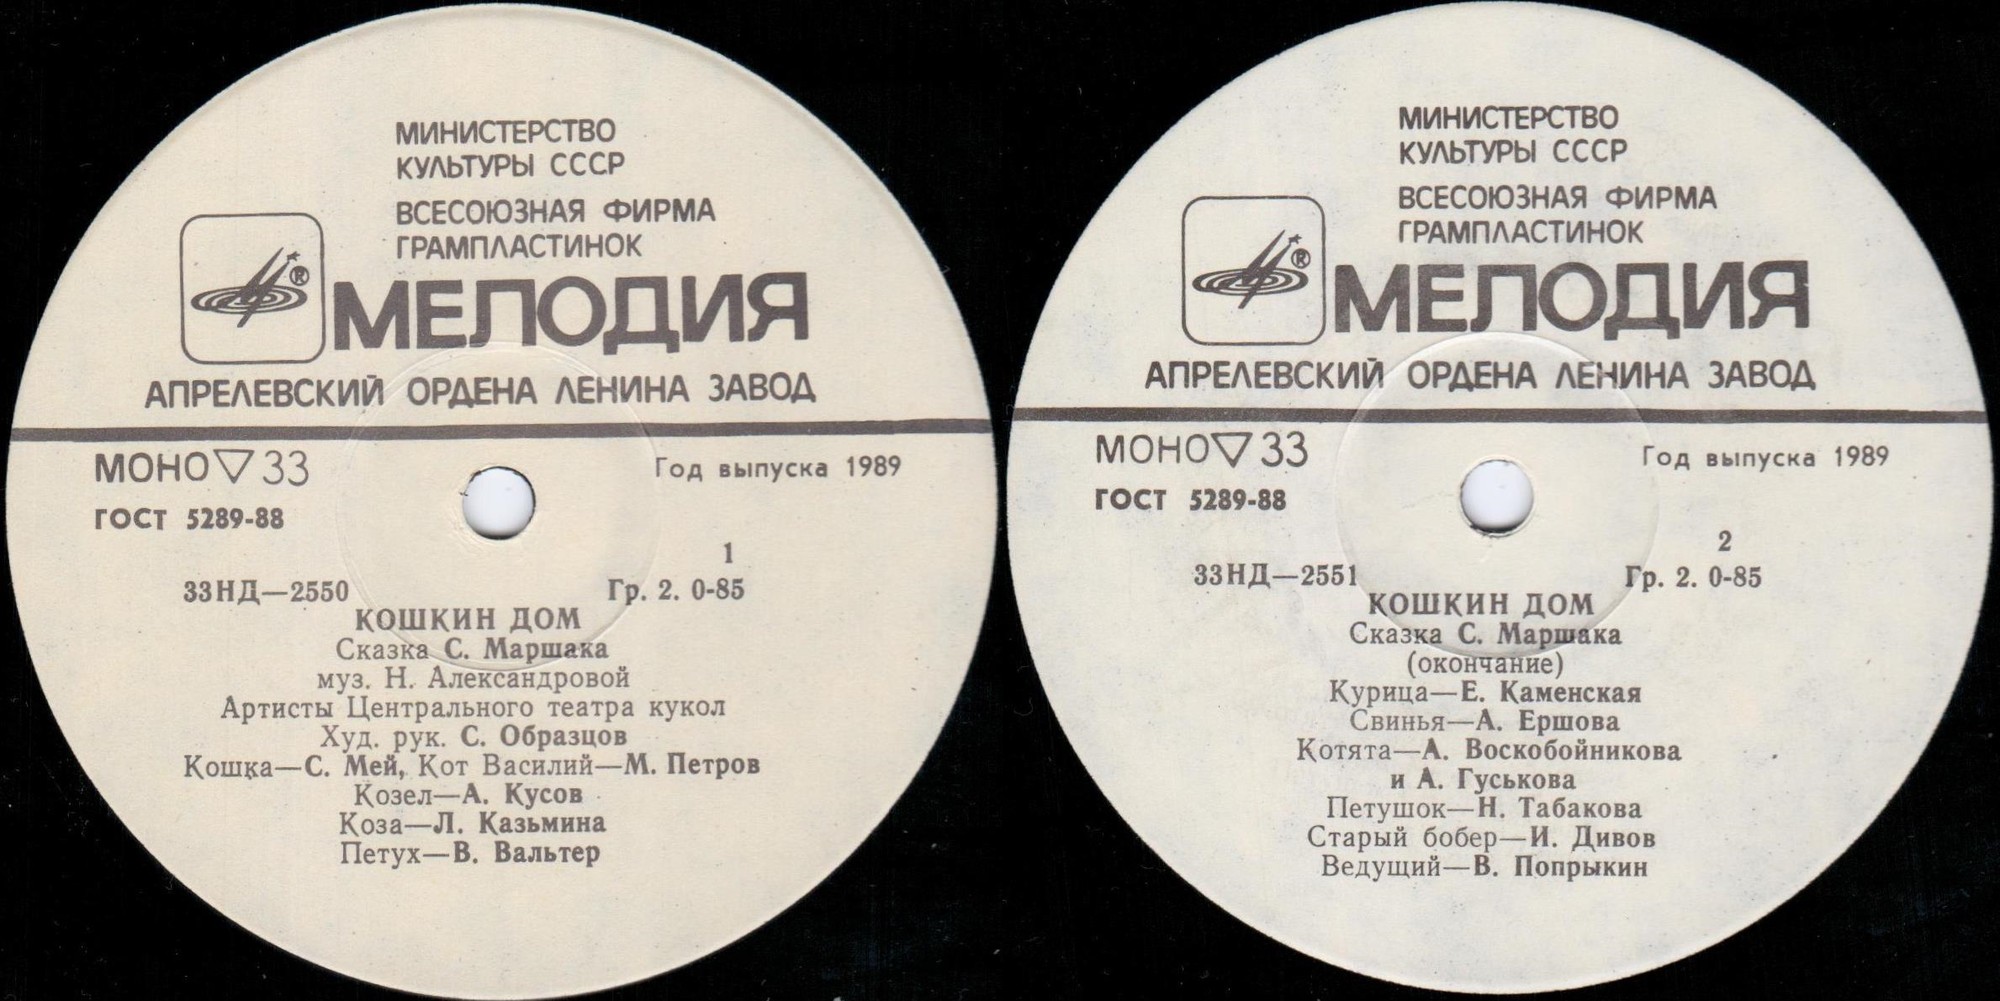 МИНИСТЕРСТВО
КУЛЬТУРЫ СССР
ВСЕСОЮЗНАЯ ФИРМА
ГРАМПЛАСТИНОК
®
МЕЛОДИЯ
АПРЕЛЕВСКИЙ ОРДЕНА ЛЕНИНА ЗАВОД
МОНО▽33
Год выпуска 1989
ГОСТ 5289-88
1
33НД—2550
Гр. 2. 0-85
КОШКИН ДОМ
Сказка С. Маршака
муз. Н. Александровой
Артисты Центрального театра кукол
Худ. рук. С. Образцов
Кошка—С. Мей, Кот Василий—М. Петров
Козел—А. Кусов
Коза—Л. Казьмина
Петух—В. Вальтер
МИНИСТЕРСТВО
КУЛЬТУРЫ СССР
ВСЕСОЮЗНАЯ ФИРМА
ГРАМПЛАСТИНОК
®
МЕЛОДИЯ
АПРЕЛЕВСКИЙ ОРДЕНА ЛЕНИНА ЗАВОД
МОНО▽33
Год выпуска 1989
ГОСТ 5289-88
2
33НД—2551
Гр. 2. 0-85
КОШКИН ДОМ
Сказка С. Маршака
(окончание)
Курица—Е. Каменская
Свинья—А. Ершова
Котята—А. Воскобойникова
и А. Гуськова
Петушок—Н. Табакова
Старый бобер—И. Дивов
Ведущий—В. Попрыкин